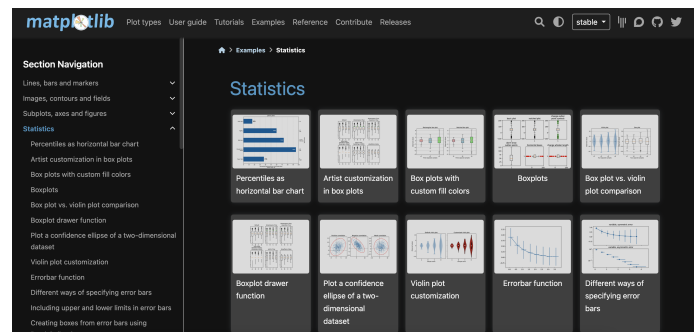 matplotlib
Plot types User guide Tutorials Examples Reference Contribute Releases
stable
Section Navigation
Lines, bars and markers
Images, contours and fields
Subplots, axes and figures
Statistics
Percentiles as horizontal bar chart
Artist customization in box plots
Box plots with custom fill colors
Boxplots
Box plot vs. violin plot comparison
Boxplot drawer function
Plot a confidence ellipse of a two-dimensional
dataset
Violin plot customization
Errorbar function
Different ways of specifying error bars
Including upper and lower limits in error bars
Creating boxes from error bars using
> Examples > Statistics
Statistics
Percentiles as
horizontal bar chart
Artist customization
in box plots
Box plots with
custom fill colors
Boxplots
Box plot vs. violin
plot comparison
Boxplot drawer
function
Plot a confidence
ellipse of a two-
dimensional
dataset
Violin plot
customization
Errorbar function
Different ways of
specifying error
bars